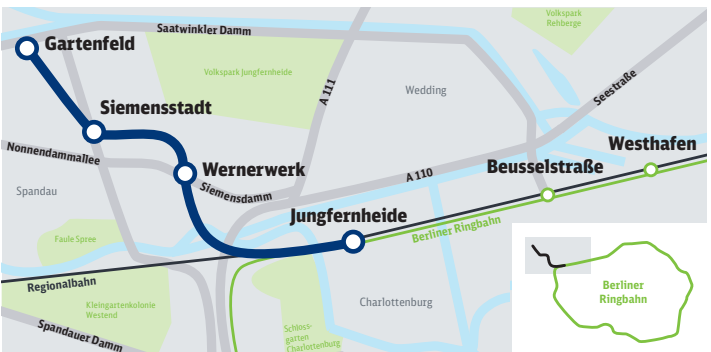 Saatwinkler Damm
Volkspark
Rehberge
Gartenfeld
Volkspark Jungfernheide
A 111
Wedding
Seestraße
Siemensstadt
Nonnendammallee
Westhafen
Wernerwerk
A 110
Beusselstraße
Spandau
Siemensdamm
Jungfernheide
Berliner Ringbahn
Faule Spree
Regionalbahn
Kleingartenkolonie
Westend
Charlottenburg
Spandauer Damm
Schloss-
garten
Charlottenburg
Berliner
Ringbahn